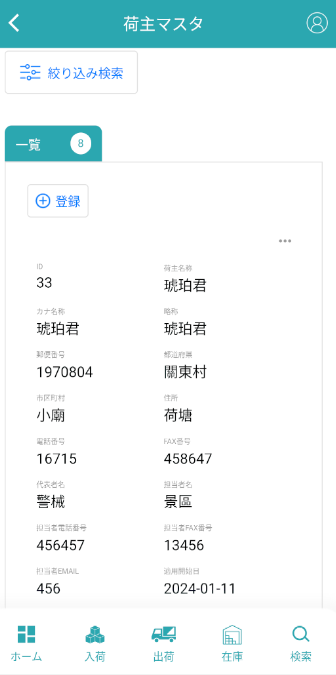 荷主マスタ
絞り込み検索
一覧 8
登録
ID 荷主名称
33 琥珀君
カナ名称 略称
琥珀君 琥珀君
郵便番号 都道府県
1970804 關東村
市区町村 住所
小廟 荷塘
電話番号 FAX番号
16715 458647
代表者名 担当者名
警械 景區
担当者電話番号 担当者FAX番号
456457 13456
担当者EMAIL 適用開始日
456 2024-01-11
ホーム 入荷 出荷 在庫 検索